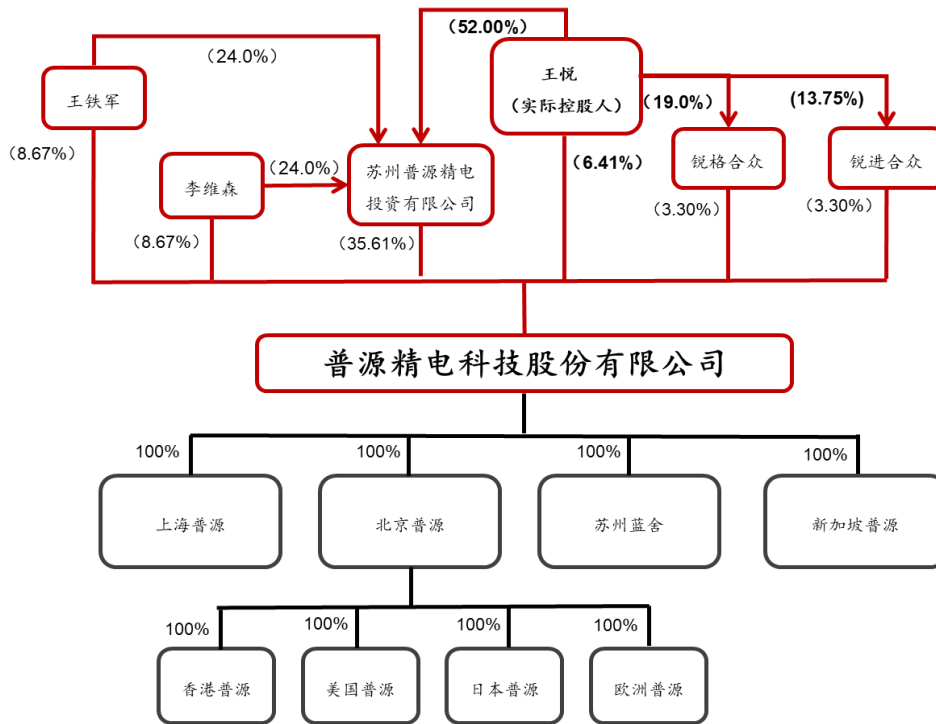 （52.00%）
（24.0%）
王铁军
王悦
（实际控股人）
（19.0%）
（13.75%）
（8.67%）
李维森
（24.0%）
苏州普源精电
投资有限公司
（6.41%）
锐格合众
锐进合众
（8.67%）
（35.61%）
（3.30%）
（3.30%）
普源精电科技股份有限公司
100%
100%
100%
100%
上海普源
北京普源
苏州蓝舍
新加坡普源
100%
100%
100%
100%
香港普源
美国普源
日本普源
欧洲普源